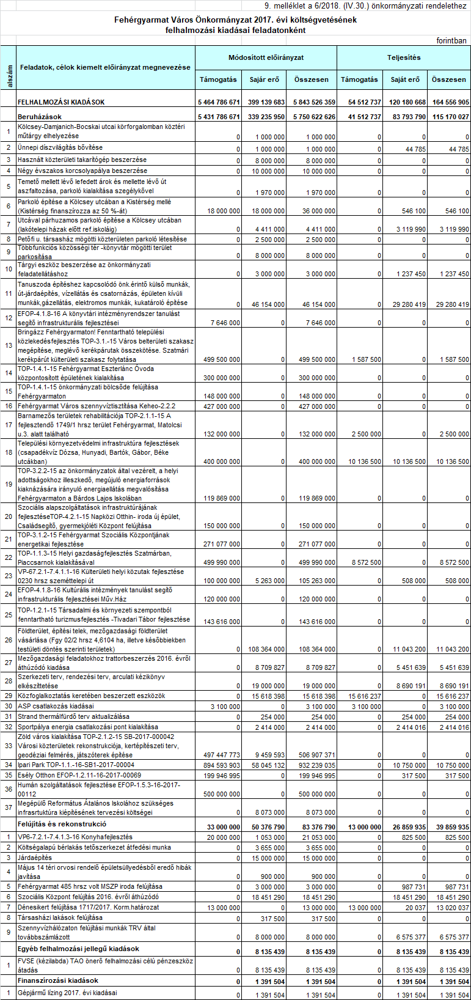 9. melléklet a 6/2018. (IV.30.) önkormányzati rendelethez
Fehérgyarmat Város Önkormányzat 2017. évi költségvetésének
felhalmozási kiadásai feladatonként
forintban
alszám
Feladatok, célok kiemelt előirányzat megnevezése
Módosított előirányzat
Teljesítés
Támogatás Sajár erő Összesen Támogatás Saját erő Összesen
FELHALMOZÁSI KIADÁSOK 5 464 786 671 399 139 683 5 843 526 359 54 512 737 120 180 668 164 556 905
Beruházások 5 431 786 671 339 235 950 5 750 622 626 41 512 737 83 793 790 115 170 027
1 Kölcsey-Damjanich-Bocskai utcai körforgalomban köztéri
műtárgy elhelyezése 0 1 000 000 1 000 000 0 0 0
2 Ünnepi díszvilágítás bővítése 0 1 000 000 1 000 000 0 44 785 44 785
3 Használt közterületi takarítógép beszerzése 0 8 000 000 8 000 000 0 0 0
4 Négy évszakos korcsolyapálya beszerzése 0 10 000 000 10 000 000 0 0 0
5 Temető mellett lévő lefedett árok és mellette lévő út
aszfaltozása, parkoló kialakítása szegélykővel 0 1 970 000 1 970 000 0 0 0
6 Parkoló építése a Kölcsey utcában a Kistérség mellé
(Kistérség finanszírozza az 50 %-át) 18 000 000 18 000 000 36 000 000 0 546 100 546 100
7 Utcával párhuzamos parkoló építése a Kölcsey utcában
(lakótelepi házak előtt ref.iskoláig) 0 4 411 000 4 411 000 0 3 119 990 3 119 990
8 Petőfi u. társasház mögötti közterületen parkoló létesítése 0 2 500 000 2 500 000 0 0 0
9 Többfunkciós közösségi tér -könyvtár mögötti terület
parkosítása 0 8 000 000 8 000 000 0 0 0
10 Tárgyi eszköz beszerzése az önkormányzati
feladatellátáshoz 0 3 000 000 3 000 000 0 1 237 450 1 237 450
11 Tanuszoda építéshez kapcsolódó önk.érintő külső munkák,
út-járdaépítés, vízellátás és csatornázás, épületen kívüli
munkák,gázellátás, elektromos munkák, kukatároló építése 0 46 154 000 46 154 000 0 29 280 419 29 280 419
12 EFOP-4.1.8-16 A könyvtári intézményrendszer tanulást
segítő infrastrukturális fejlesztései 7 646 000 0 7 646 000 0 0 0
13 Bringázz Fehérgyarmaton! Fenntartható települési
közlekedésfejlesztés TOP-3.1.-15 Város belterületi szakasz
megépítése, meglévő kerékpárutak összekötése. Szatmári
kerékpárút külterületi szakasz folytatása 499 500 000 0 499 500 000 1 587 500 0 1 587 500
14 TOP-1.4.1-15 Fehérgyarmat Eszterlánc Óvoda
központosított épületének kialakítása 300 000 000 0 300 000 000 0 0 0
15 TOP-1.4.1-15 önkormányzati bölcsőde felújítása
Fehérgyarmaton 148 000 000 0 148 000 000 0 0 0
16 Fehérgyarmat Város szennyvíztisztítása Keheo-2.2.2 427 000 000 0 427 000 000 0 0 0
17 Barnamezős területek rehabilitációja TOP-2.1.1-15 A
fejlesztendő 1749/1 hrsz terület Fehérgyarmat, Matolcsi
u.3. alatt található 132 000 000 0 132 000 000 2 500 000 0 2 500 000
18 Települési környezetvédelmi infrastruktúra fejlesztések
(csapadékvíz Dózsa, Hunyadi, Bartók, Gábor, Béke
utcákban) 400 000 000 0 400 000 000 10 136 500 10 136 500 10 136 500
19 TOP-3.2.2-15 az önkormányzatok által vezérelt, a helyi
adottságokhoz illeszkedő, megújuló energiaforrások
kiaknázására irányuló energiaellátás megvalósítása
Fehérgyarmaton a Bárdos Lajos Iskolában 119 869 000 0 119 869 000 0 0 0
20 Szociális alapszolgáltatások infrastruktúrájának
fejlesztéseTOP-4.2.1-15 Napközi Otthin- iroda új épület,
Családsegítő, gyermekjóléti Központ felújítása 150 000 000 0 150 000 000 0 0 0
21 TOP-3.1.2-15 Fehérgyarmat Szociális Központjának
energetikai fejlesztése 271 077 000 0 271 077 000 0 0 0
22 TOP-1.1.3-15 Helyi gazdaságfejlesztés Szatmárban,
Piaccsarnok kialakításával 499 990 000 0 499 990 000 8 572 500 0 8 572 500
23 VP-67.2.1-7.4.1.1-16 Külterületi helyi közutak fejlesztése
0230 hrsz szeméttelepi út 100 000 000 5 263 000 105 263 000 0 508 000 508 000
24 EFOP-4.1.8-16 Kultúrális intézmények tanulást segítő
infrastrukturális fejlesztései Műv.Ház 120 000 000 0 120 000 000 0 0 0
25 TOP-1.2.1-15 Társadalmi és környezeti szempontból
fenntartható turizmusfejlesztés -Tivadari Tábor fejlesztése 143 616 000 0 143 616 000 0 0 0
26 Földterület, építési telek, mezőgazdasági földterület
vásárlása (Fgy 02/2 hrsz 4,6104 ha, illetve későbbiekben
testületi döntés szerinti területek) 0 108 364 000 108 364 000 0 11 043 200 11 043 200
27 Mezőgazdasági feladatokhoz trattorbeszerzés 2016. évről
áthúzódó kiadása 0 8 709 827 8 709 827 0 5 451 639 5 451 639
28 Szerkezeti terv, rendezési terv, arculati kézikönyv
elkészíttetése 0 19 000 000 19 000 000 0 8 690 191 8 690 191
29 Közfoglalkoztatás keretében beszerzett eszközök 0 15 618 398 15 618 398 15 616 237 0 15 616 237
30 ASP csatlakozás kiadásai 3 100 000 0 3 100 000 3 100 000 0 3 100 000
31 Strand thermálfürdő terv aktualizálása 0 254 000 254 000 0 254 000 254 000
32 Sportpálya energia csatlakozási pont kialakítása 0 2 414 000 2 414 000 0 2 414 016 2 414 016
33 Zöld város kialakítása TOP-2.1.2-15 SB-2017-000042
Városi közterületek rekonstrukciója, kertépítészeti terv,
geodéziai felmérés, játszóterek építése 497 447 773 9 459 593 506 907 371 0 0 0
34 Ipari Park TOP-1.1.-16-SB1-2017-00004 894 593 903 58 045 132 932 239 035 0 10 750 000 10 750 000
35 Esély Otthon EFOP-1.2.11-16-2017-00069 199 946 995 0 199 946 995 0 317 500 317 500
36 Humán szolgáltatások fejlesztése EFOP-1.5.3-16-2017-
00112 500 000 000 0 500 000 000 0 0 0
37 Megépülő Református Átalános Iskolához szükséges
infrasrtuktúra kiépítésének tervezési költségei 0 8 073 000 8 073 000 0 0 0
Felújítás és rekonstrukció 33 000 000 50 376 790 83 376 790 13 000 000 26 859 935 39 859 935
1 VP6-7.2.1-7.4.1.3-16 Konyhafejlesztés 20 000 000 1 053 000 21 053 000 0 825 500 825 500
2 Költségalapú bérlakás tetőszerkezet átfedési munka 0 3 655 000 3 655 000 0 0 0
3 Járdaépítés 0 15 000 000 15 000 000 0 0 0
4 Május 14 téri orvosi rendelő épületsüllyedésből eredő hibák
javítása 0 900 000 900 000 0 0 0
5 Fehérgyarmat 485 hrsz volt MSZP iroda felújítása 0 3 000 000 3 000 000 0 987 731 987 731
6 Szociális Központ felújítás 2016. évről áthúzódó 0 18 451 290 18 451 290 18 451 290 18 451 290
7 Dénesikert felújítása 1717/2017. Korm.határozat 13 000 000 0 13 000 000 13 000 000 20 037 13 020 037
8 Társasházi lakások felújítása 0 317 500 317 500 0 0 0
9 Szennyvízhálózaton felújítási munkák TRV által
továbbszámlázott 0 8 000 000 8 000 000 0 6 575 377 6 575 377
Egyéb felhalmozási jellegű kiadások 0 8 135 439 8 135 439 0 8 135 439 8 135 439
1 FVSE (kézilabda) TAO önerő felhalmozási célú pénzeszköz
átadás 0 8 135 439 8 135 439 0 8 135 439 8 135 439
Finanszírozási kiadások 0 1 391 504 1 391 504 0 1 391 504 1 391 504
1 Gépjármű lízing 2017. évi kiadásai 0 1 391 504 1 391 504 0 1 391 504 1 391 504